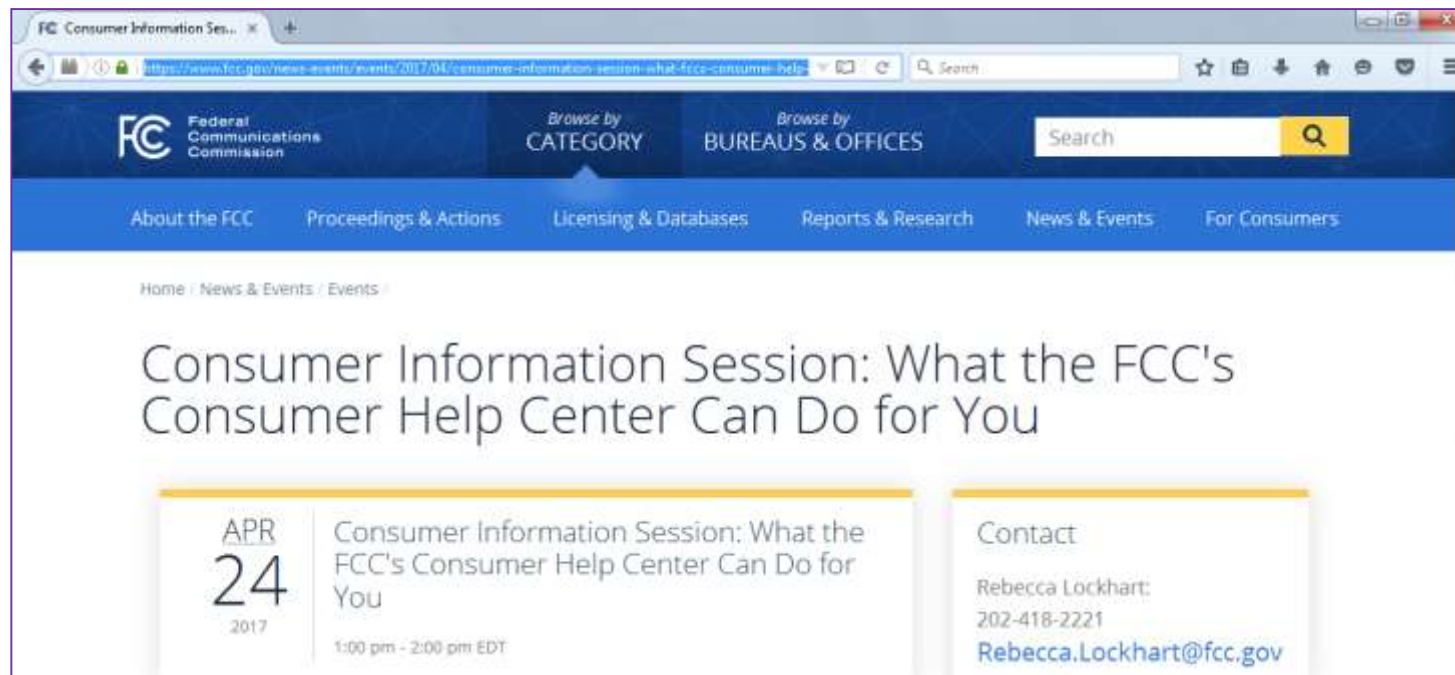 FC Consumer Information Ses...
https://www.fcc.gov/news-events/events/2017/04/consumer-information-session-what-fccs-consumer-help-
Search
FC
Federal
Communications
Commission
Browse by
CATEGORY
Browse by
BUREAUS & OFFICES
Search
About the FCC Proceedings & Actions Licensing & Databases Reports & Research News & Events For Consumers
Home / News & Events / Events /
Consumer Information Session: What the FCC's
Consumer Help Center Can Do for You
APR
24
2017
Consumer Information Session: What the
FCC's Consumer Help Center Can Do for
You
1:00 pm - 2:00 pm EDT
Contact
Rebecca Lockhart:
202-418-2221
Rebecca.Lockhart@fcc.gov